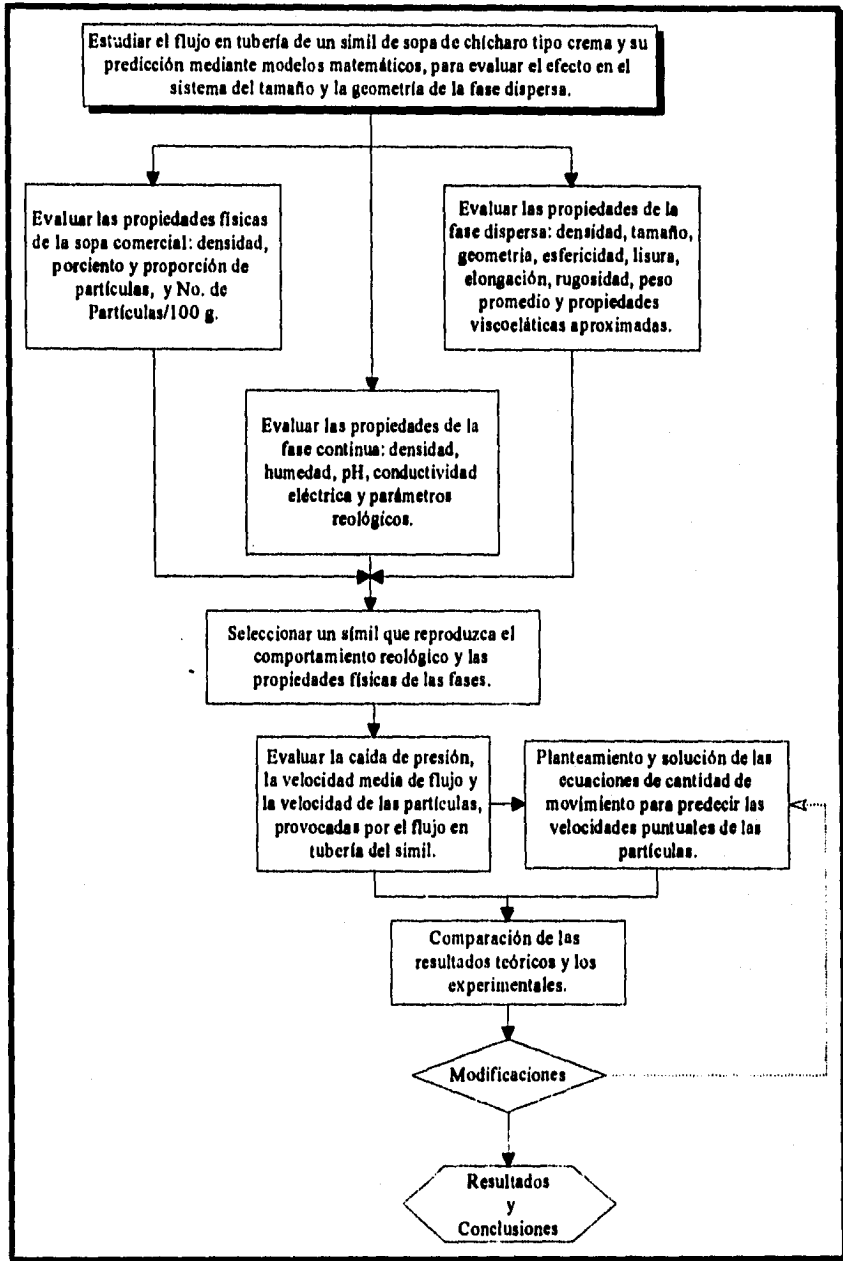 Estudiar el flujo en tubería de un simil de sopa de chícharo tipo crema y su
predicción mediante modelos matemáticos, para evaluar el efecto en el
sistema del tamaño y la geometría de la fase dispersa.
Evaluar las propiedades físicas
de la sopa comercial: densidad,
porciento y proporción de
partículas, y No. de
Partículas/100 g.
Evaluar las propiedades de la
fase dispersa: densidad, tamaño,
geometría, esfericidad, lisura,
elongación, rugosidad, peso
promedio y propiedades
viscoeláticas aproximadas.
Evaluar las propiedades de la
fase continua: densidad,
humedad, pH, conductividad
eléctrica y parámetros
reológicos.
Seleccionar un símil que reproduzca el
comportamiento reológico y las
propiedades físicas de las fases.
Evaluar la caída de presión,
la velocidad media de flujo y
la velocidad de las partículas,
provocadas por el flujo en
tubería del simil.
Planteamiento y solución de las
ecuaciones de cantidad de
movimiento para predecir las
velocidades puntuales de las
partículas.
Comparación de las
resultados teóricos y los
experimentales.
Modificaciones
Resultados
y
Conclusiones